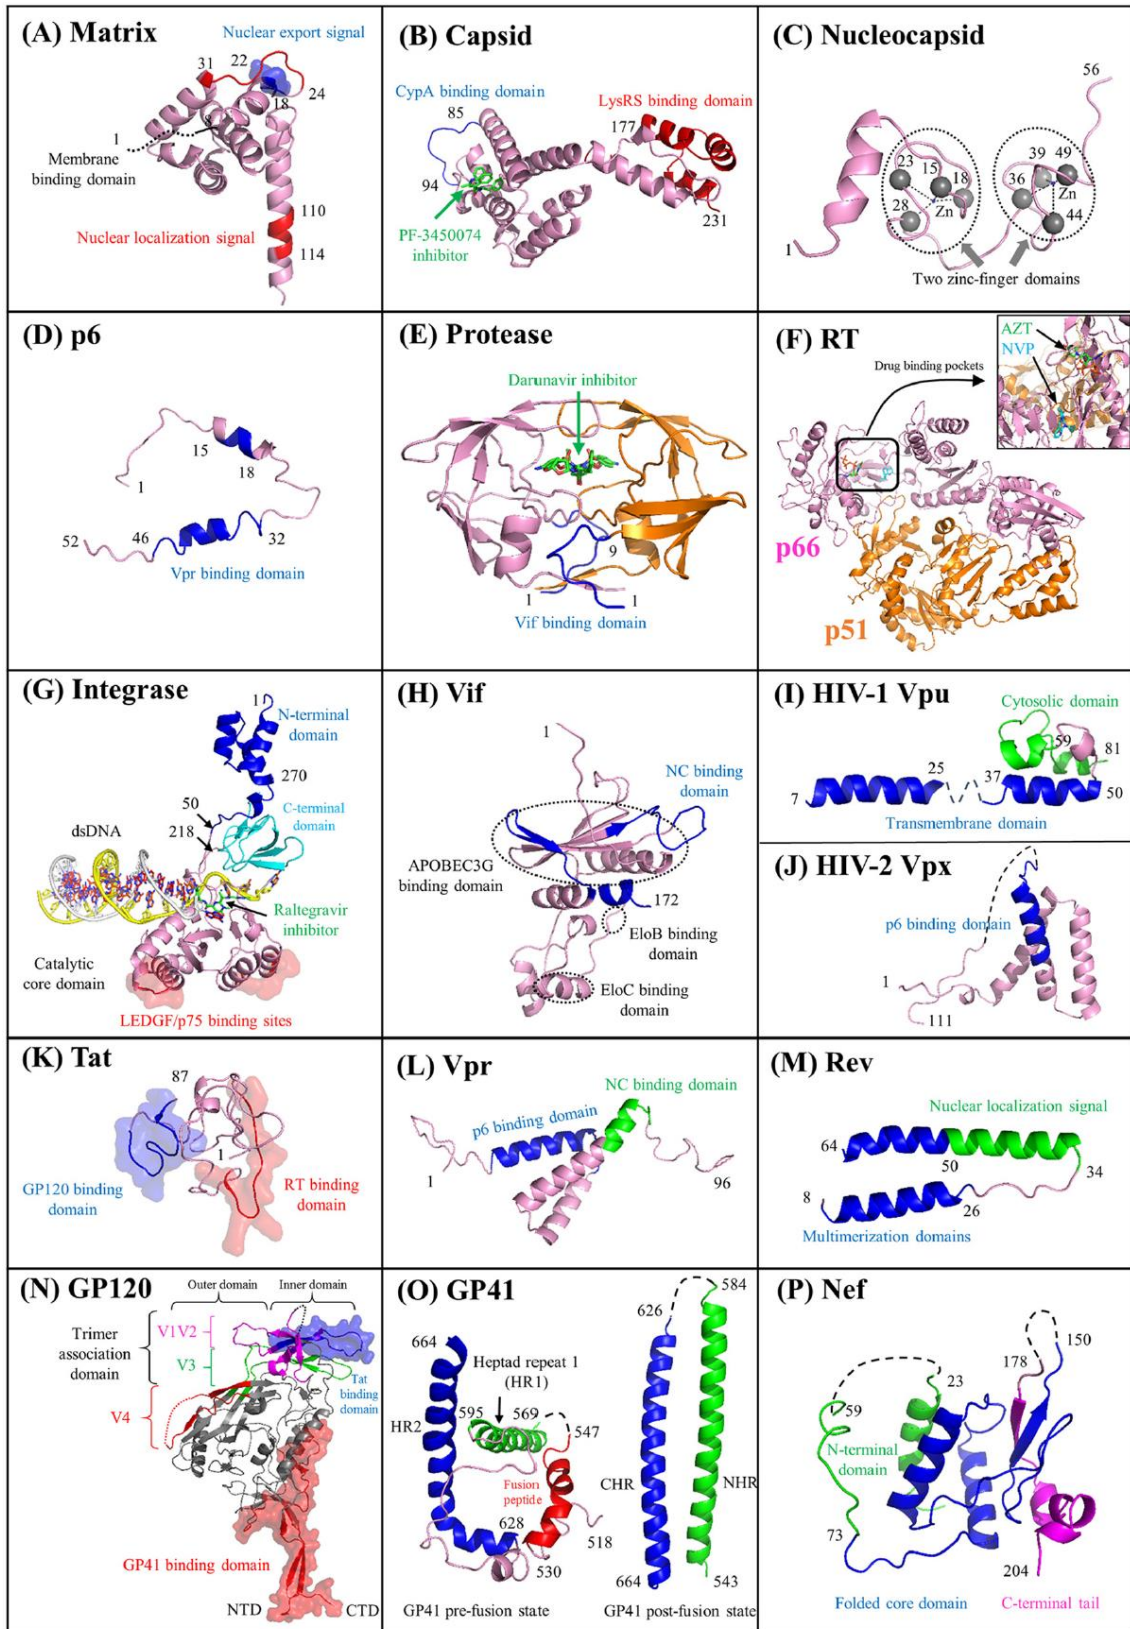 (A) Matrix
Nuclear export signal
31
22
18
24
8
1
Membrane
binding domain
110
Nuclear localization signal
114
(B) Capsid
CypA binding domain
85
LysRS binding domain
177
94
231
PF-3450074
inhibitor
(C) Nucleocapsid
56
23
15
18
39
49
36
Zn
28
Zn
44
1
Two zinc-finger domains
(D) p6
15
18
1
52
46
32
Vpr binding domain
(E) Protease
Darunavir inhibitor
9
1
1
Vif binding domain
(F) RT
AZT
NVP
Drug binding pockets
p66
p51
(G) Integrase
1
N-terminal
domain
270
50
C-terminal
domain
218
dsDNA
Raltegravir
inhibitor
Catalytic
core domain
LEDGF/p75 binding sites
(H) Vif
1
NC binding
domain
APOBEC3G
binding domain
172
EloB binding
domain
EloC binding
domain
(I) HIV-1 Vpu
Cytosolic domain
59
81
25
37
7
50
Transmembrane domain
(J) HIV-2 Vpx
p6 binding domain
1
111
(K) Tat
87
1
GP120 binding
domain
RT binding
domain
(L) Vpr
NC binding domain
p6 binding domain
1
96
(M) Rev
Nuclear localization signal
64
50
34
8
26
Multimerization domains
(N) GP120
Outer domain
Inner domain
Trimer
association
domain
V1V2
V3
Tat
binding
domain
V4
GP41 binding domain
NTD
CTD
(O) GP41
584
626
664
Heptad repeat 1
(HR1)
595
569
547
HR2
Fusion
peptide
CHR
NHR
628
518
530
664
543
GP41 pre-fusion state
GP41 post-fusion state
(P) Nef
150
178
23
59
N-terminal
domain
73
204
Folded core domain
C-terminal tail